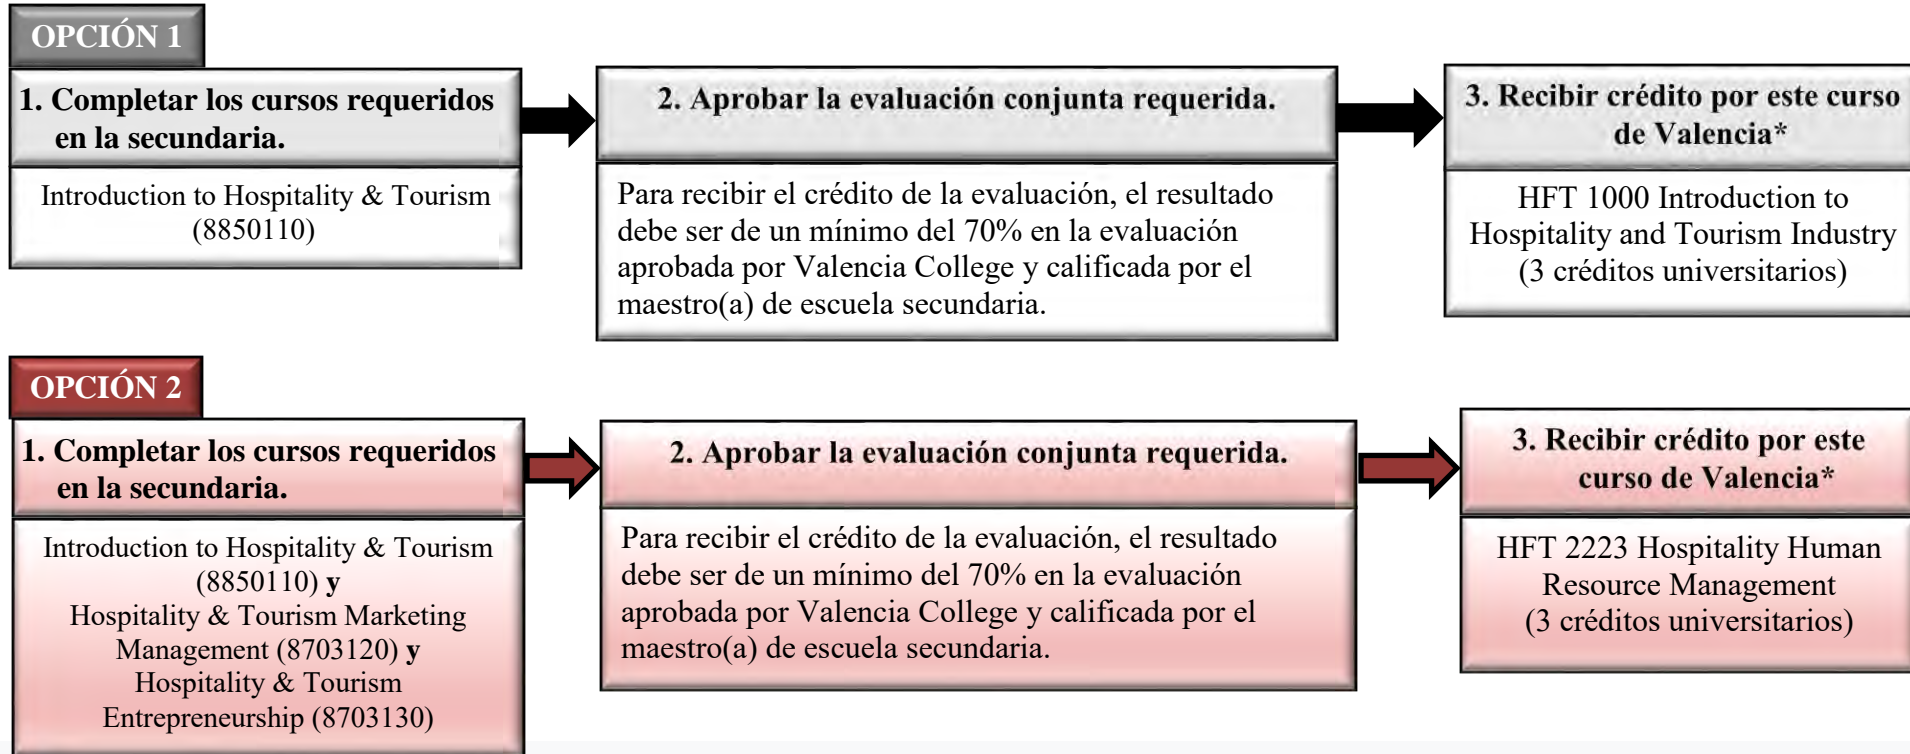 OPCIÓN 1
1. Completar los cursos requeridos
en la secundaria.
Introduction to Hospitality & Tourism
(8850110)
2. Aprobar la evaluación conjunta requerida.
Para recibir el crédito de la evaluación, el resultado
debe ser de un mínimo del 70% en la evaluación
aprobada por Valencia College y calificada por el
maestro(a) de escuela secundaria.
3. Recibir crédito por este curso
de Valencia*
HFT 1000 Introduction to
Hospitality and Tourism Industry
(3 créditos universitarios)
OPCIÓN 2
1. Completar los cursos requeridos
en la secundaria.
Introduction to Hospitality & Tourism
(8850110) y
Hospitality & Tourism Marketing
Management (8703120) y
Hospitality & Tourism
Entrepreneurship (8703130)
2. Aprobar la evaluación conjunta requerida.
Para recibir el crédito de la evaluación, el resultado
debe ser de un mínimo del 70% en la evaluación
aprobada por Valencia College y calificada por el
maestro(a) de escuela secundaria.
3. Recibir crédito por este
curso de Valencia*
HFT 2223 Hospitality Human
Resource Management
(3 créditos universitarios)